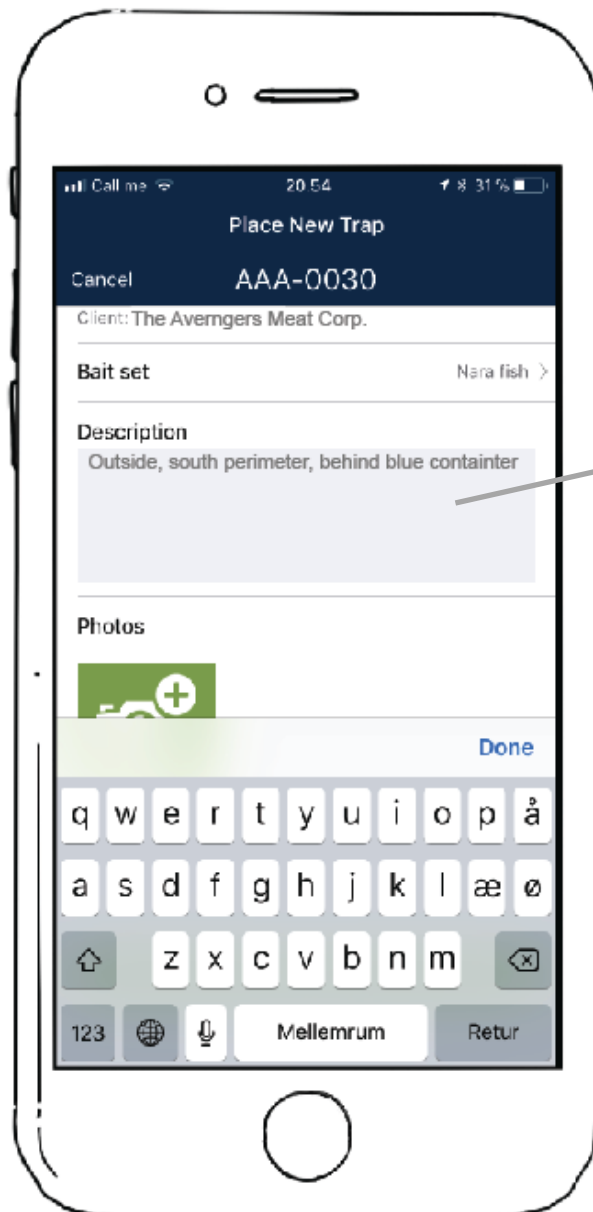 Call me 20.54 31 %
Place New Trap
Cancel AAA-0030
Client: The Averngers Meat Corp.
Bait set Nara fish
Description
Outside, south perimeter, behind blue containter
Photos
Done
q w e r t y u i o p å
a s d f g h j k l æ ø
z x c v b n m
123 Mellemrum Retur